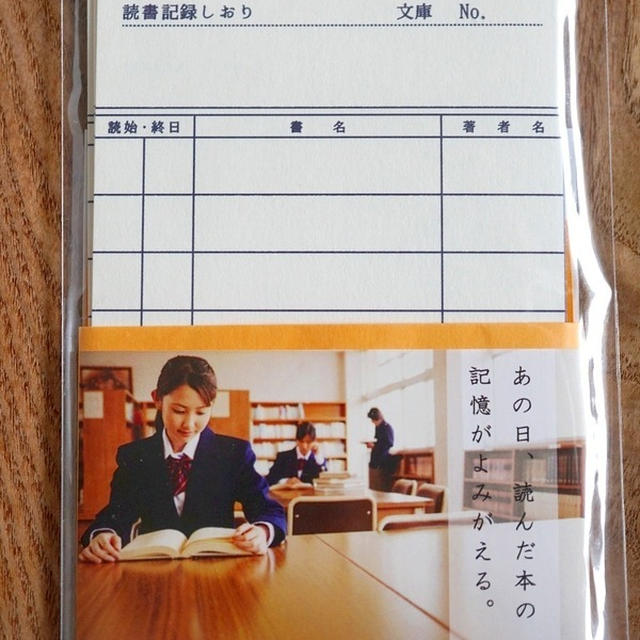 読書記録しおり 文庫 No.
読始・終日 書 名 著 者 名
あの日、読んだ本の
記憶がよみがえる。